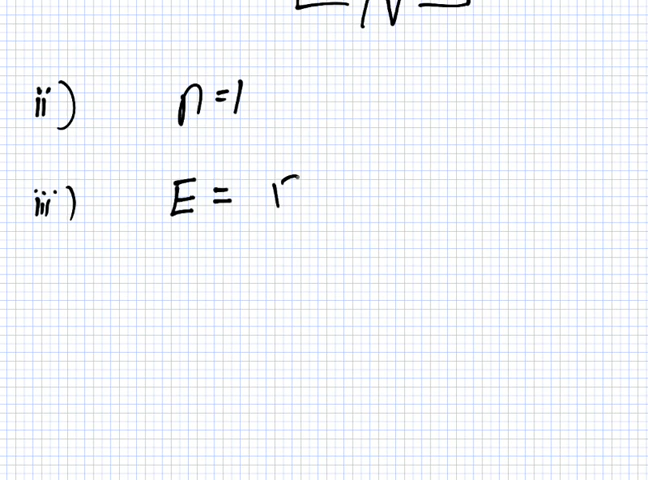 ii) n=1
iii) E= r